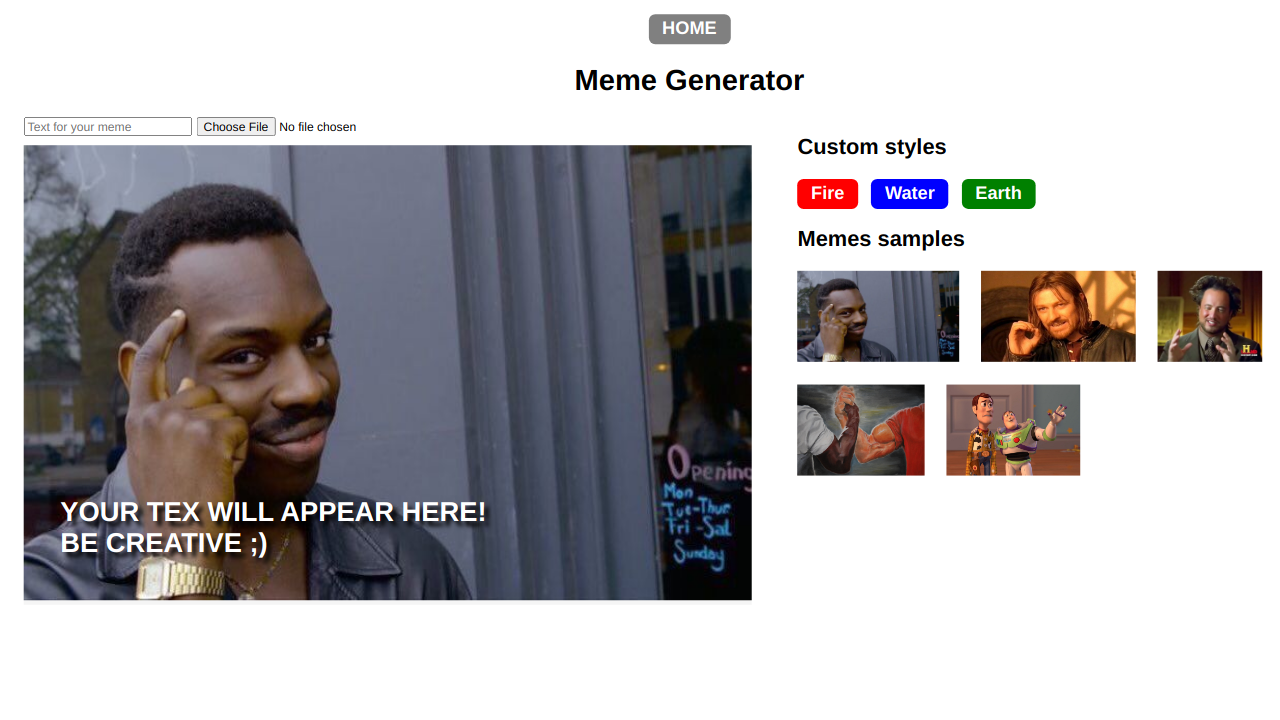 HOME
Meme Generator
Text for your meme
Choose File No file chosen
Custom styles
Fire Water Earth
Memes samples
Opening
Mon
Tue-Thur
Fri -Sal
Sunday
YOUR TEX WILL APPEAR HERE!
BE CREATIVE ;)
H